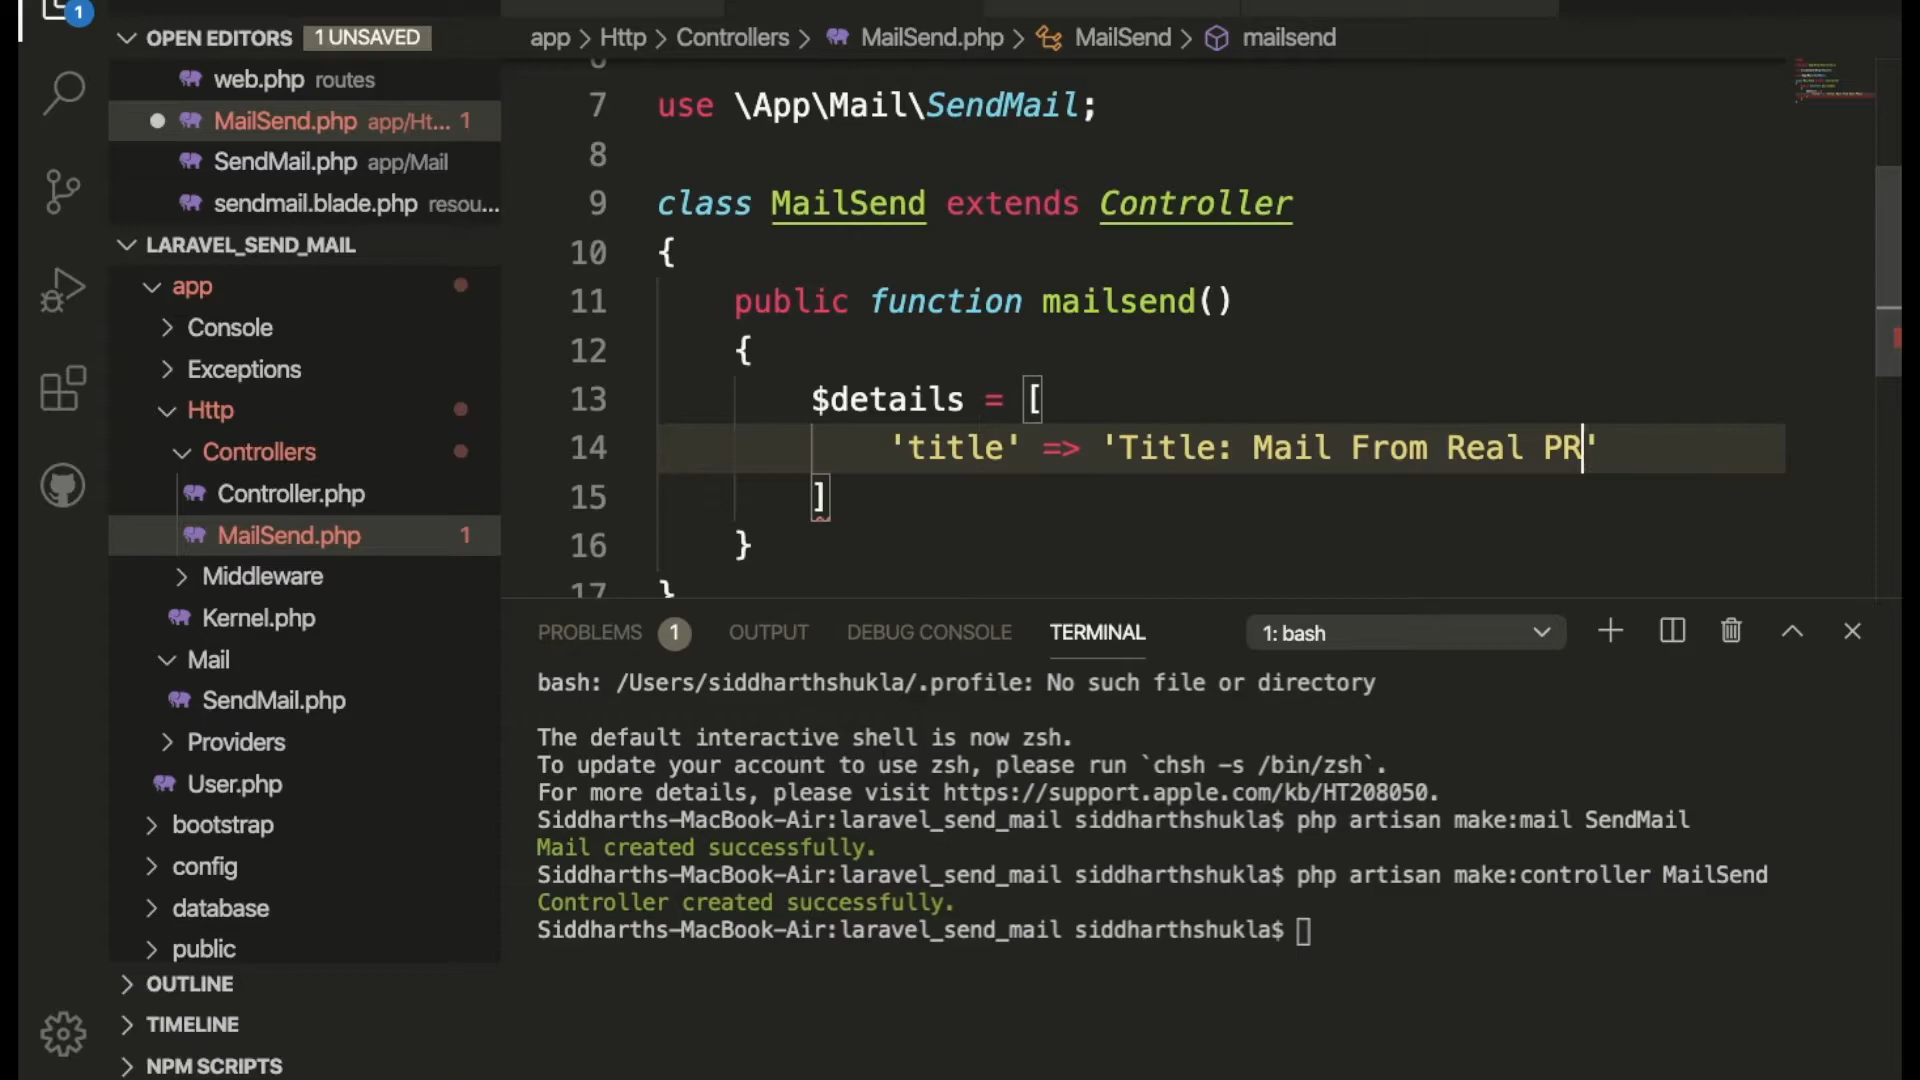 1
OPEN EDITORS 1 UNSAVED
web.php routes
MailSend.php app/Ht... 1
SendMail.php app/Mail
sendmail.blade.php resou...
LARAVEL_SEND_MAIL
app
Console
Exceptions
Http
Controllers
Controller.php
MailSend.php 1
Middleware
Kernel.php
Mail
SendMail.php
Providers
User.php
bootstrap
config
database
public
OUTLINE
TIMELINE
NPM SCRIPTS
app > Http > Controllers > MailSend.php > MailSend > mailsend
7 use \App\Mail\SendMail;
8
9 class MailSend extends Controller
10 {
11 public function mailsend()
12 {
13 $details = [
14 'title' => 'Title: Mail From Real PR'
15 ]
16 }
17 }
PROBLEMS 1 OUTPUT DEBUG CONSOLE TERMINAL 1: bash
bash: /Users/siddharthshukla/.profile: No such file or directory
The default interactive shell is now zsh.
To update your account to use zsh, please run `chsh -s /bin/zsh`.
For more details, please visit https://support.apple.com/kb/HT208050.
Siddharths-MacBook-Air:laravel_send_mail siddharthshukla$ php artisan make:mail SendMail
Mail created successfully.
Siddharths-MacBook-Air:laravel_send_mail siddharthshukla$ php artisan make:controller MailSend
Controller created successfully.
Siddharths-MacBook-Air:laravel_send_mail siddharthshukla$